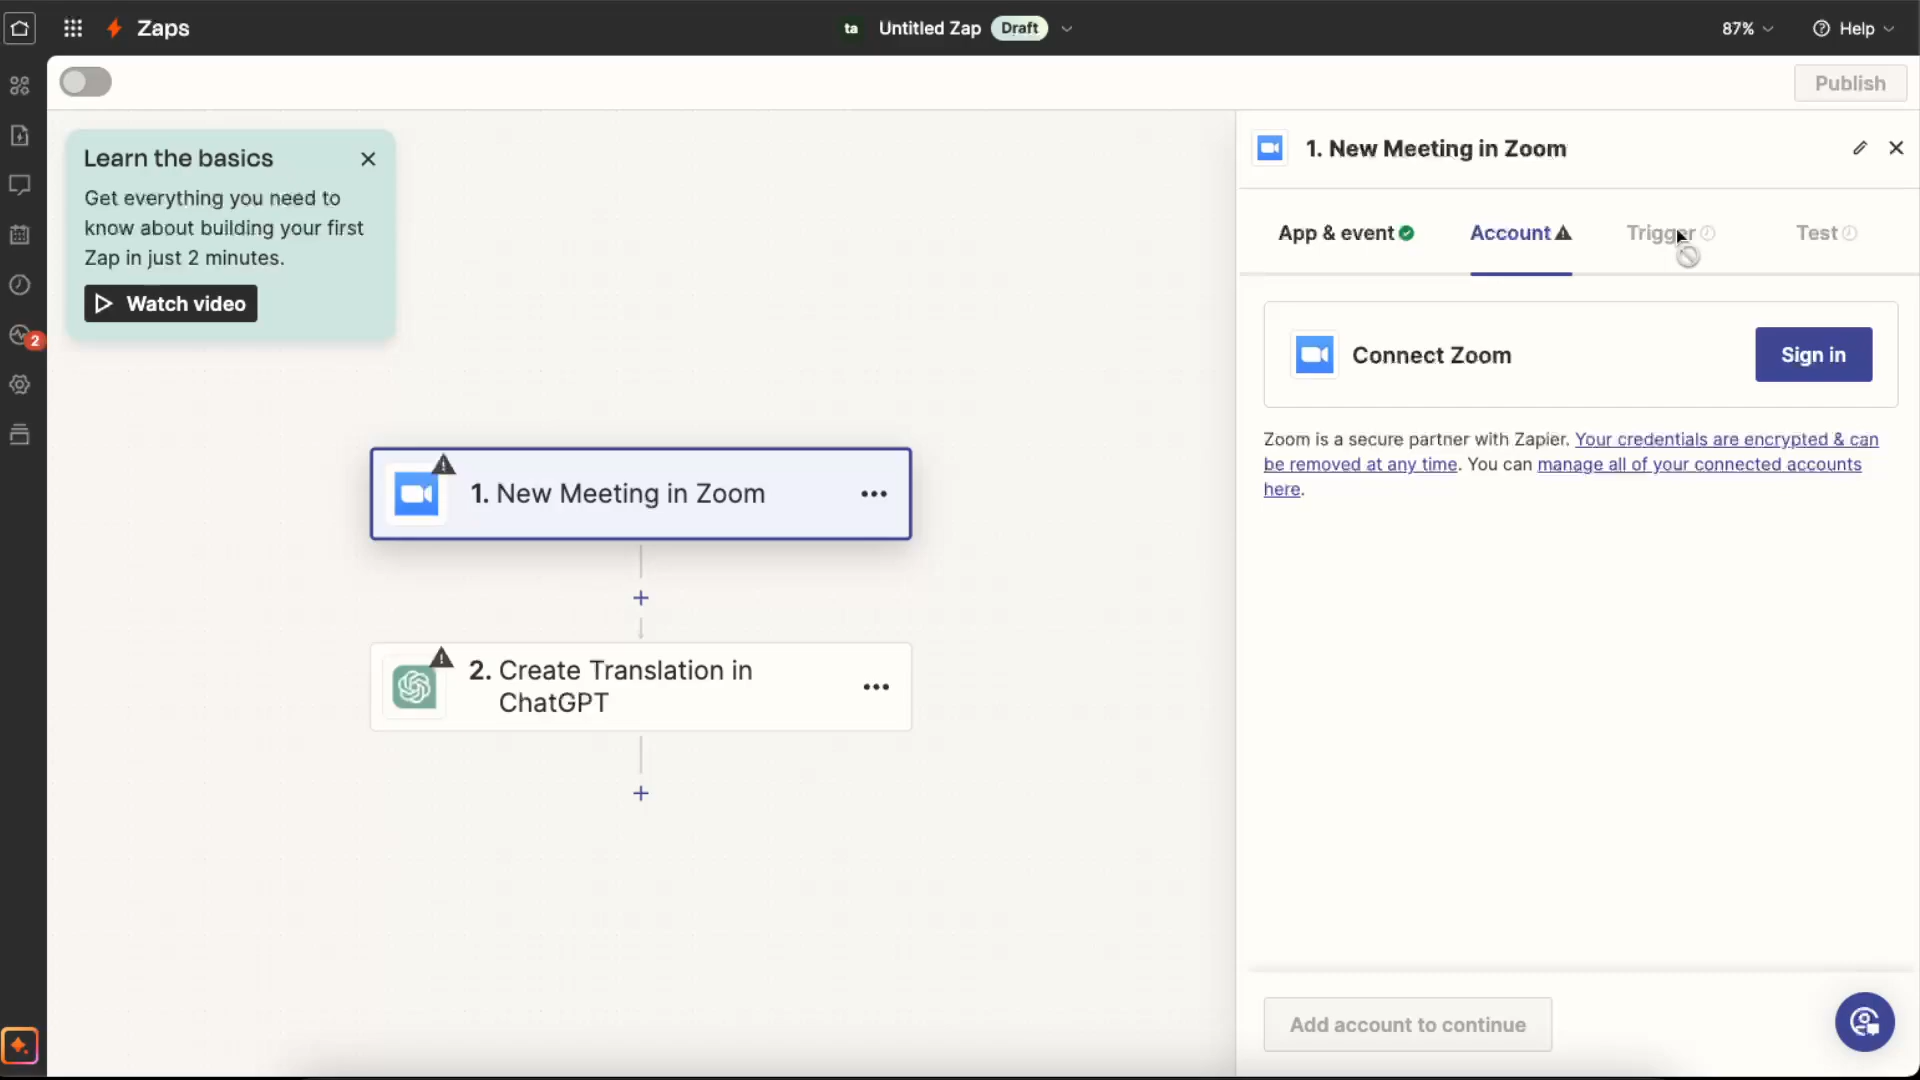 Zaps
ta Untitled Zap Draft
87%
Help
Publish
Learn the basics
Get everything you need to
know about building your first
Zap in just 2 minutes.
Watch video
2
1. New Meeting in Zoom
2. Create Translation in
ChatGPT
1. New Meeting in Zoom
App & event
Account
Trigger
Test
Connect Zoom
Sign in
Zoom is a secure partner with Zapier. Your credentials are encrypted & can
be removed at any time. You can manage all of your connected accounts
here.
Add account to continue